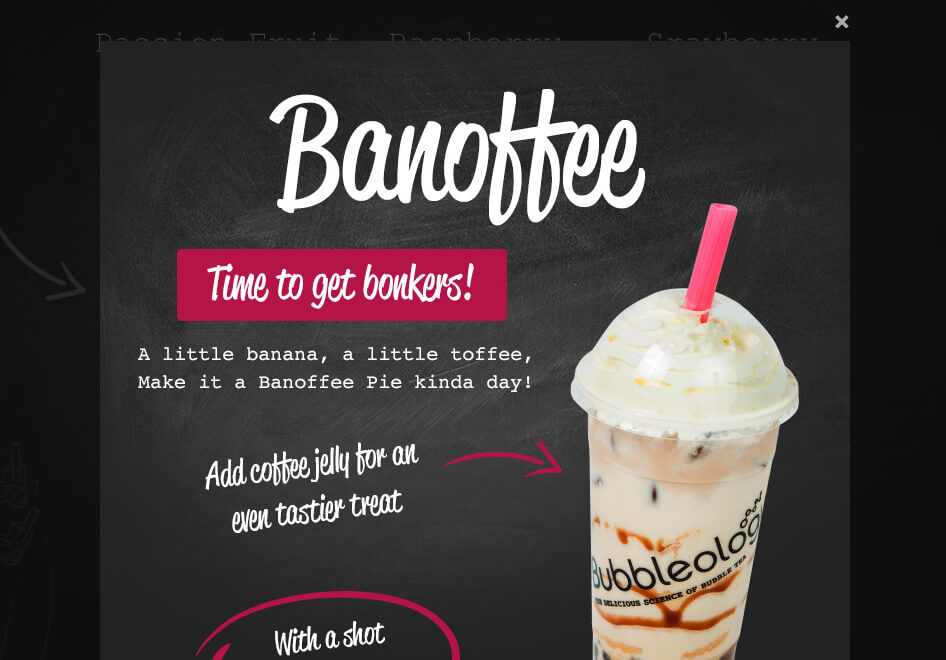 Passion Fruit Raspberry Srawberry
Banoffee
Time to get bonkers!
A little banana, a little toffee,
Make it a Banoffee Pie kinda day!
Add coffee jelly for an
even tastier treat
Bubbleology
THE DELICIOUS SCIENCE OF BUBBLE TEA
With a shot